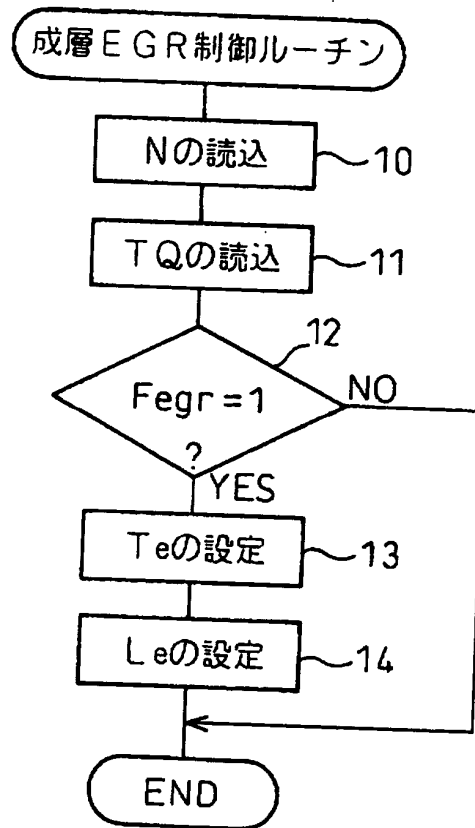 成層EGR制御ルーチン
Nの読込
10
TQの読込
11
12
Fegr=1
?
NO
YES
Teの設定
13
Leの設定
14
END